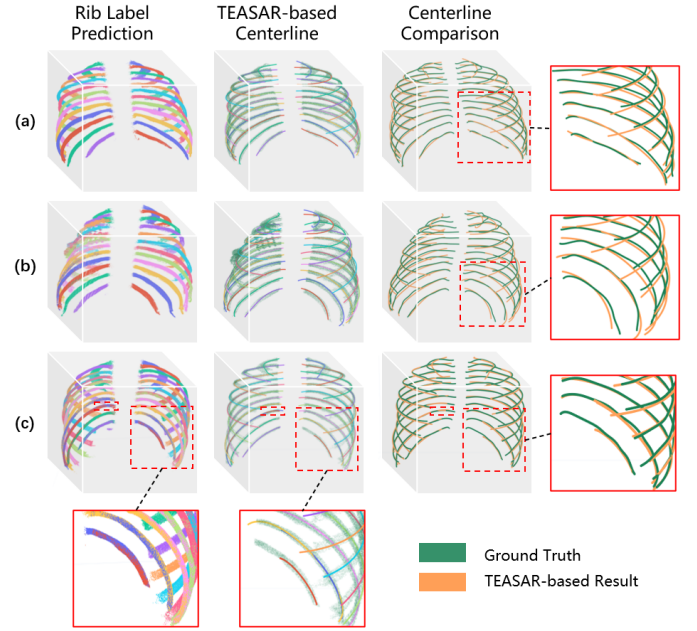 Rib Label
Prediction
TEASAR-based
Centerline
Centerline
Comparison
(a)
(b)
(c)
Ground Truth
TEASAR-based Result